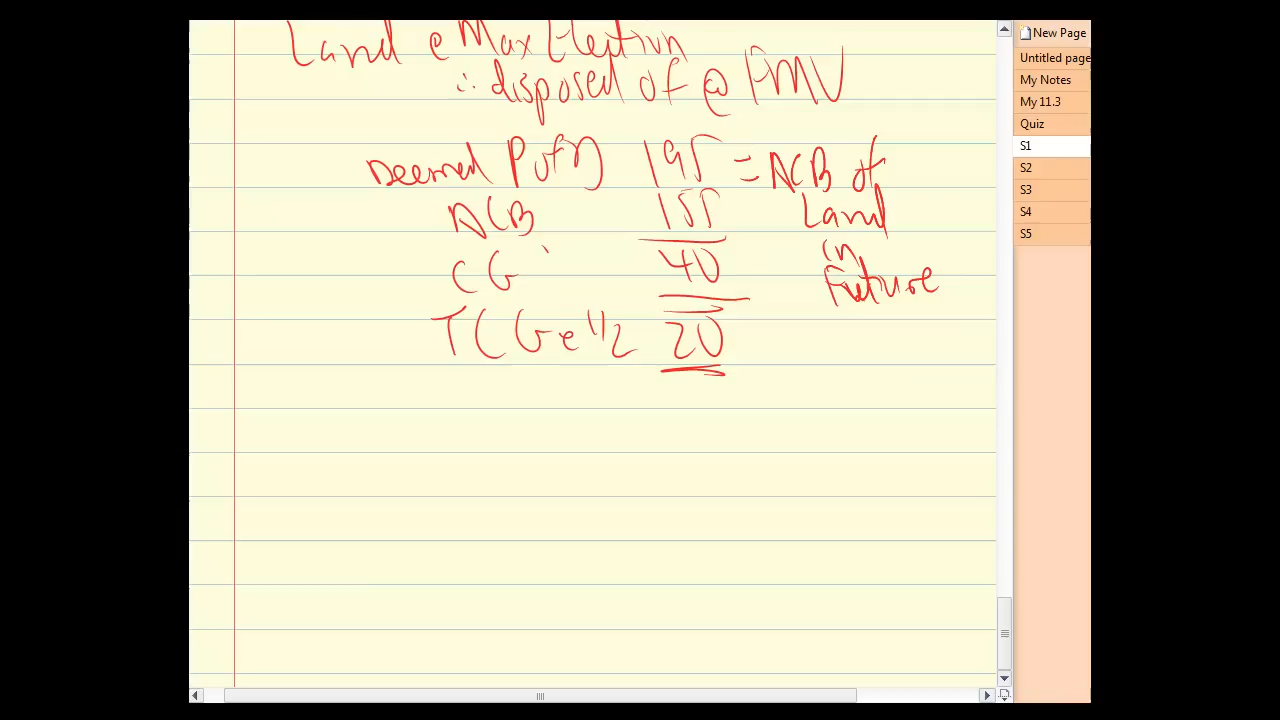 Land @ Max Election
∴ disposed of @ FMV
Deemed P of D 195 = ACB of
Land
in
Future
ACB 155
CG 40
TCG @ 1/2 20
New Page
Untitled page
My Notes
My 11.3
Quiz
S1
S2
S3
S4
S5